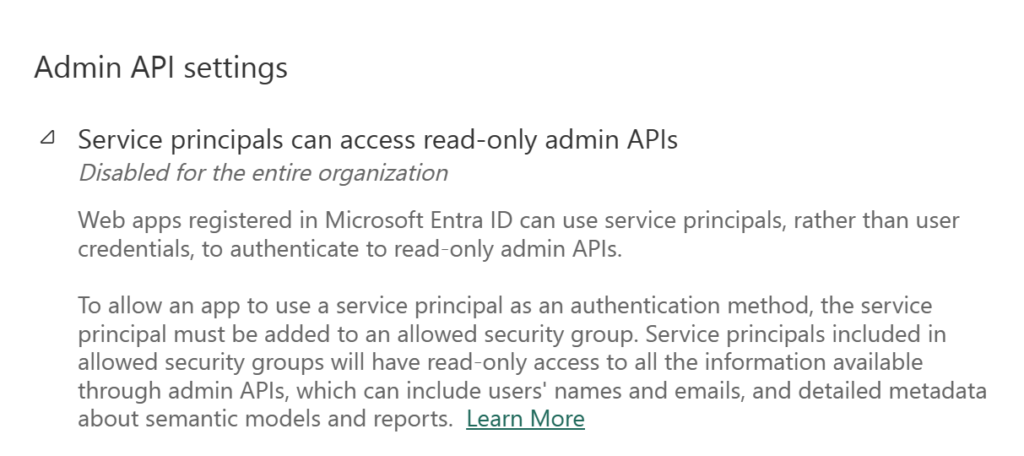 Admin API settings
Service principals can access read-only admin APIs
Disabled for the entire organization
Web apps registered in Microsoft Entra ID can use service principals, rather than user
credentials, to authenticate to read-only admin APIs.
To allow an app to use a service principal as an authentication method, the service
principal must be added to an allowed security group. Service principals included in
allowed security groups will have read-only access to all the information available
through admin APIs, which can include users' names and emails, and detailed metadata
about semantic models and reports. Learn More